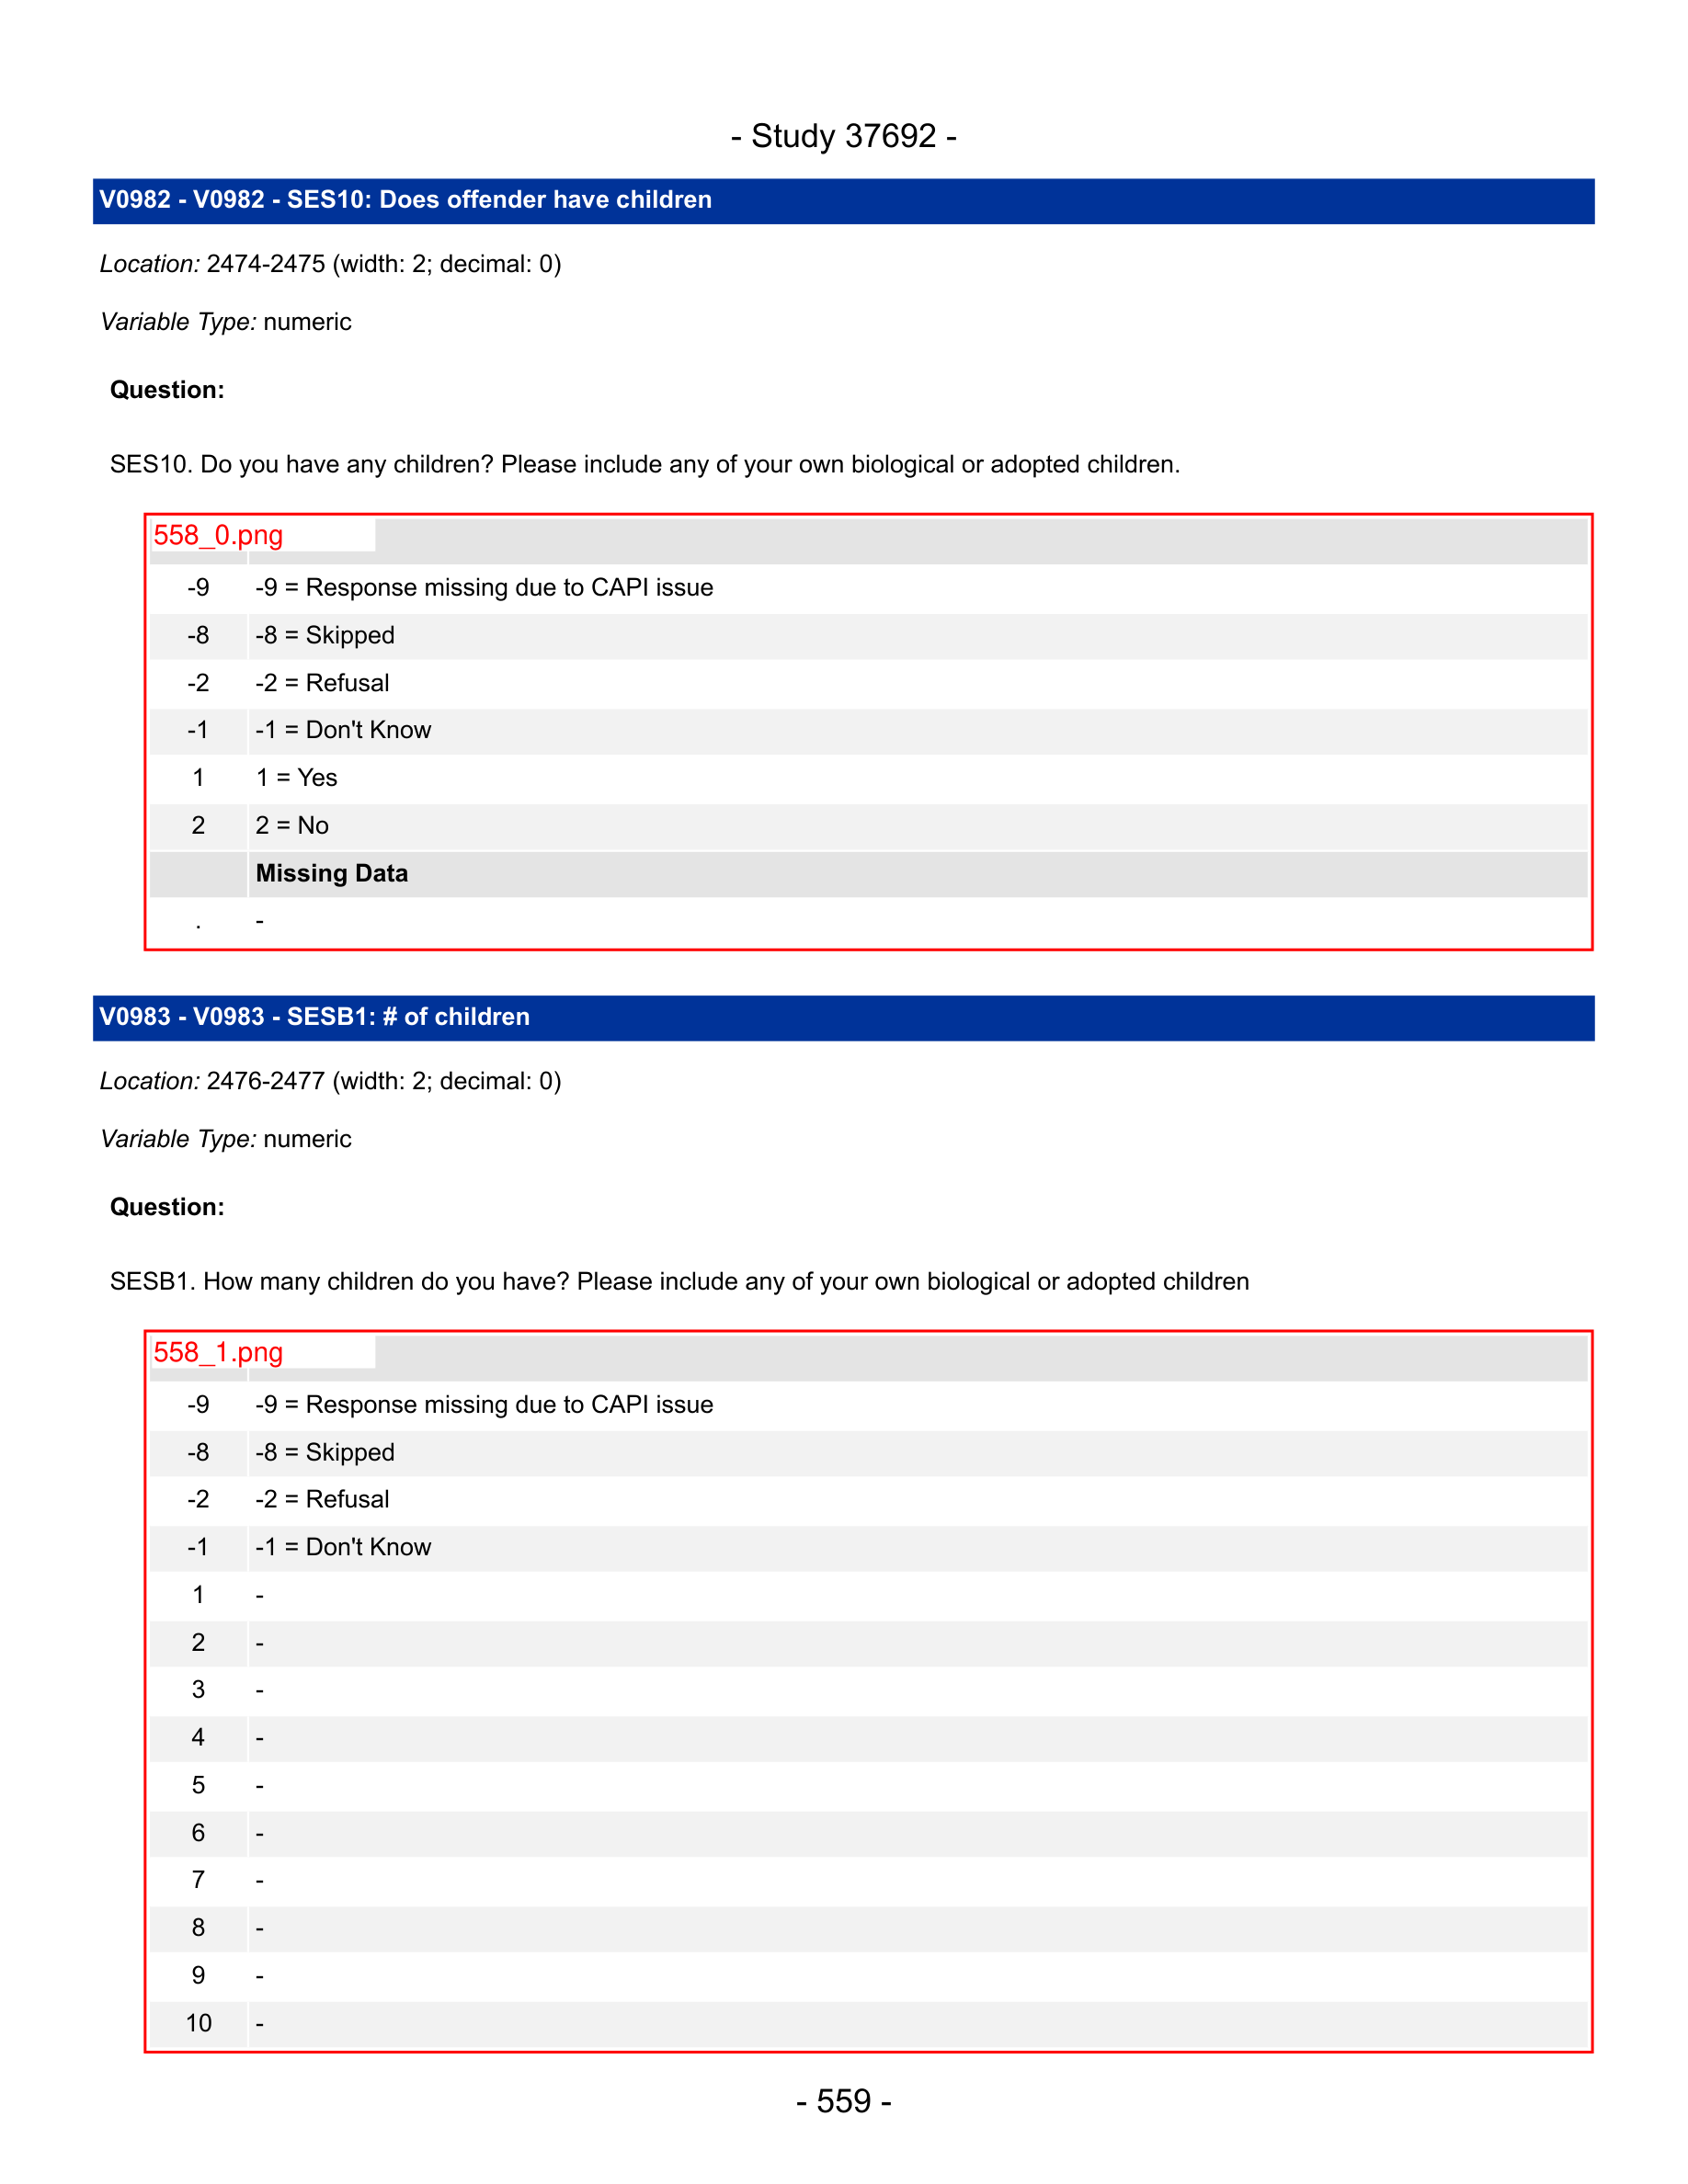 - Study 37692 -
V0982 - V0982 - SES10: Does offender have children
Location: 2474-2475 (width: 2; decimal: 0)
Variable Type: numeric
Question:
SES10. Do you have any children? Please include any of your own biological or adopted children.
558_0.png
-9 -9 = Response missing due to CAPI issue
-8 -8 = Skipped
-2 -2 = Refusal
-1 -1 = Don't Know
1 1 = Yes
2 2 = No
Missing Data
. -
V0983 - V0983 - SESB1: # of children
Location: 2476-2477 (width: 2; decimal: 0)
Variable Type: numeric
Question:
SESB1. How many children do you have? Please include any of your own biological or adopted children
558_1.png
-9 -9 = Response missing due to CAPI issue
-8 -8 = Skipped
-2 -2 = Refusal
-1 -1 = Don't Know
1 -
2 -
3 -
4 -
5 -
6 -
7 -
8 -
9 -
10 -
- 559 -